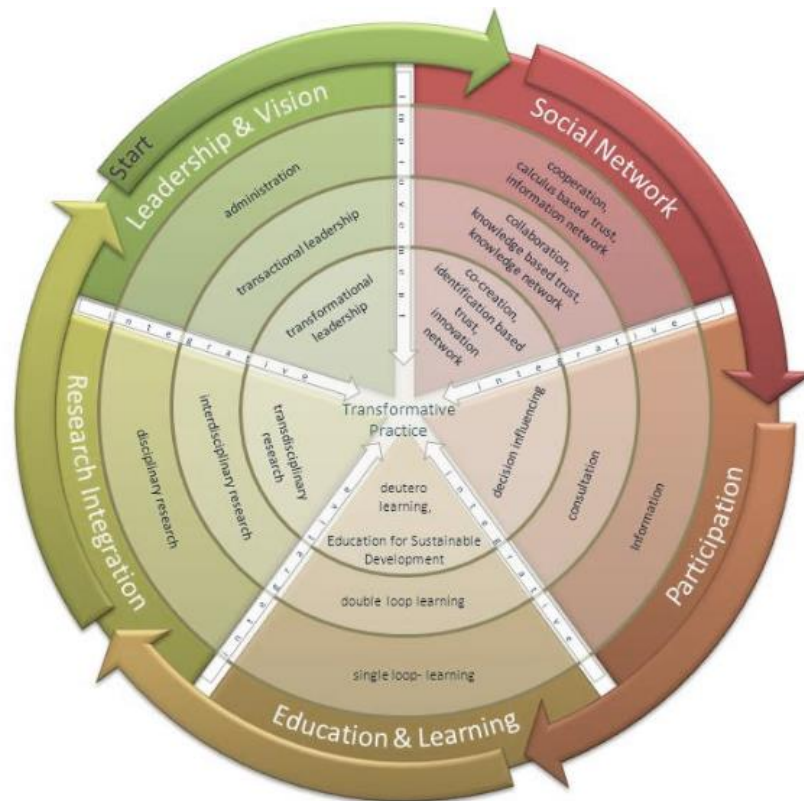 Start
Leadership & Vision
administration
transactional leadership
transformational
leadership
Improvement
Social Network
cooperation,
calculus based trust,
information network
collaboration,
knowledge based trust,
knowledge network
co-creation,
identification based
trust,
innovation
network
integrative
Participation
Information
consultation
decision influencing
integrative
Education & Learning
single loop- learning
double loop learning
deutero
learning,
Education for Sustainable
Development
integrative
Research Integration
disciplinary research
interdisciplinary research
transdisciplinary
research
integrative
Transformative
Practice